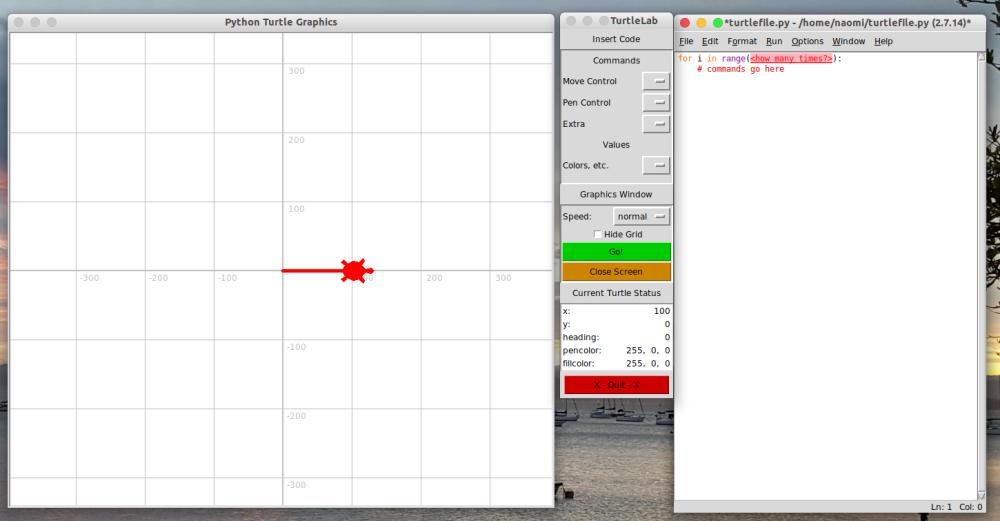 Python Turtle Graphics
300
200
100
-300
-200
-100
200
300
-100
-200
-300
TurtleLab
Insert Code
Commands
Move Control
Pen Control
Extra
Values
Colors, etc.
Graphics Window
Speed: normal
Hide Grid
Go!
Close Screen
Current Turtle Status
x: 100
y: 0
heading: 0
pencolor: 255, 0, 0
fillcolor: 255, 0, 0
X - Quit - X
*turtlefile.py - /home/naomi/turtlefile.py (2.7.14)*
File Edit Format Run Options Window Help
for i in range(<how many times?>):
    # commands go here
Ln: 1 Col: 0